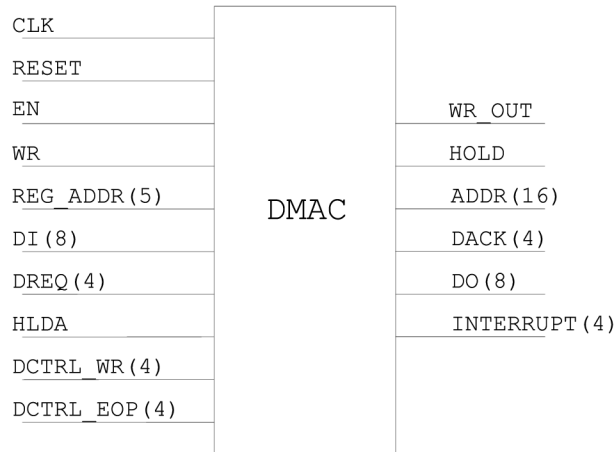 CLK
RESET
EN
WR
REG_ADDR(5)
DI(8)
DREQ(4)
HLDA
DCTRL_WR(4)
DCTRL_EOP(4)
DMAC
WR_OUT
HOLD
ADDR(16)
DACK(4)
DO(8)
INTERRUPT(4)